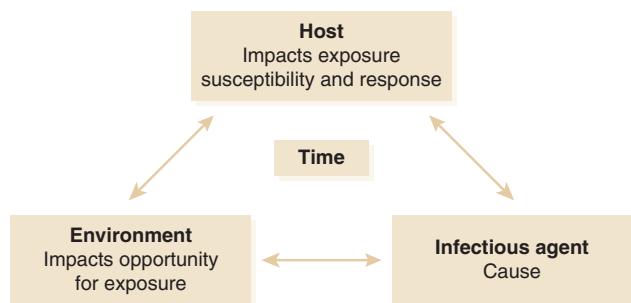 Host
Impacts exposure
susceptibility and response
Time
Environment
Impacts opportunity
for exposure
Infectious agent
Cause